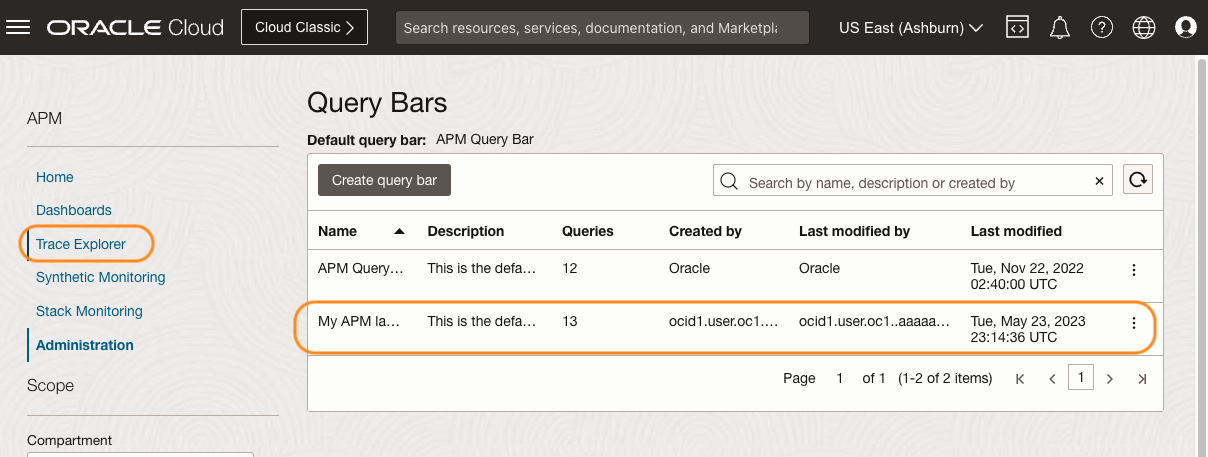 ORACLE Cloud
Cloud Classic
Search resources, services, documentation, and Marketpl
US East (Ashburn)
APM
Home
Dashboards
Trace Explorer
Synthetic Monitoring
Stack Monitoring
Administration
Scope
Compartment
Query Bars
Default query bar: APM Query Bar
Create query bar
Search by name, description or created by
Name Description Queries Created by Last modified by Last modified
APM Query... This is the defa... 12 Oracle Oracle Tue, Nov 22, 2022
02:40:00 UTC
My APM la... This is the defa... 13 ocid1.user.oc1.... ocid1.user.oc1..aaaaa... Tue, May 23, 2023
23:14:36 UTC
Page 1 of 1 (1-2 of 2 items) 1